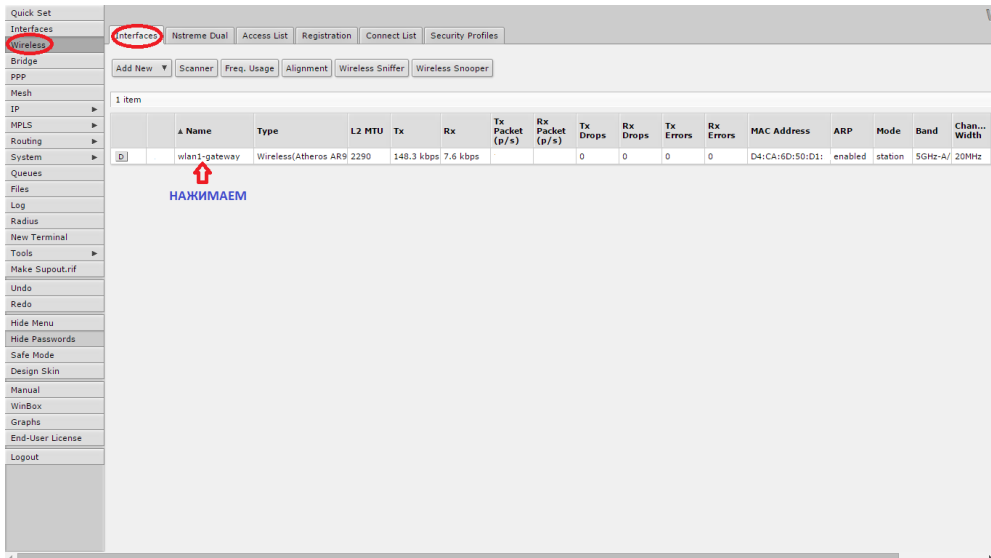 Quick Set
Interfaces
Wireless
Bridge
PPP
Mesh
IP
MPLS
Routing
System
Queues
Files
Log
Radius
New Terminal
Tools
Make Supout.rif
Undo
Redo
Hide Menu
Hide Passwords
Safe Mode
Design Skin
Manual
WinBox
Graphs
End-User License
Logout
Interfaces Nstreme Dual Access List Registration Connect List Security Profiles
Add New ▼ Scanner Freq. Usage Alignment Wireless Sniffer Wireless Snooper
1 item
▲ Name Type L2 MTU Tx Rx Tx Packet (p/s) Rx Packet (p/s) Tx Drops Rx Drops Tx Errors Rx Errors MAC Address ARP Mode Band Chan... Width
D wlan1-gateway Wireless(Atheros AR9 2290 148.3 kbps 7.6 kbps 0 0 0 0 D4:CA:6D:50:D1: enabled station 5GHz-A/ 20MHz
НАЖИМАЕМ